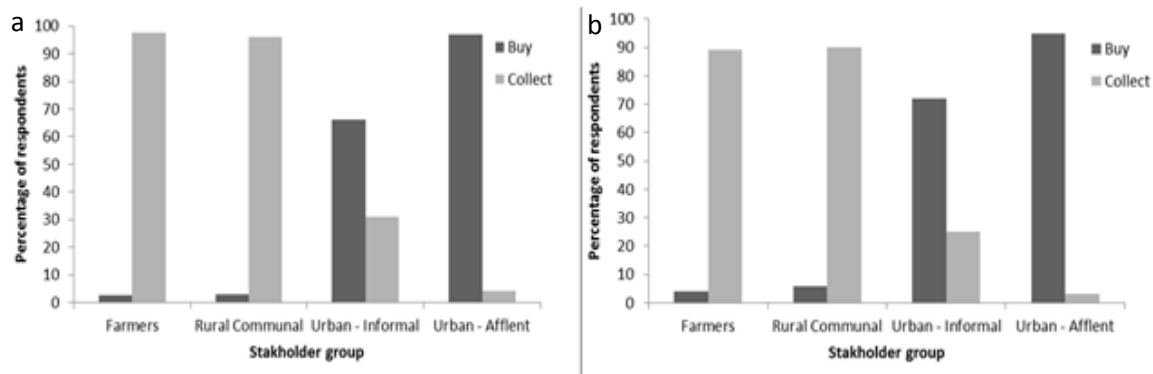 a
Percentage of respondents
100
90
80
70
60
50
40
30
20
10
0
Buy
Collect
Farmers
Rural Communal
Urban - Informal
Urban - Afflent
Stakholder group
b
Percentage of respondents
100
90
80
70
60
50
40
30
20
10
0
Buy
Collect
Farmers
Rural Communal
Urban - Informal
Urban - Afflent
Stakholder group